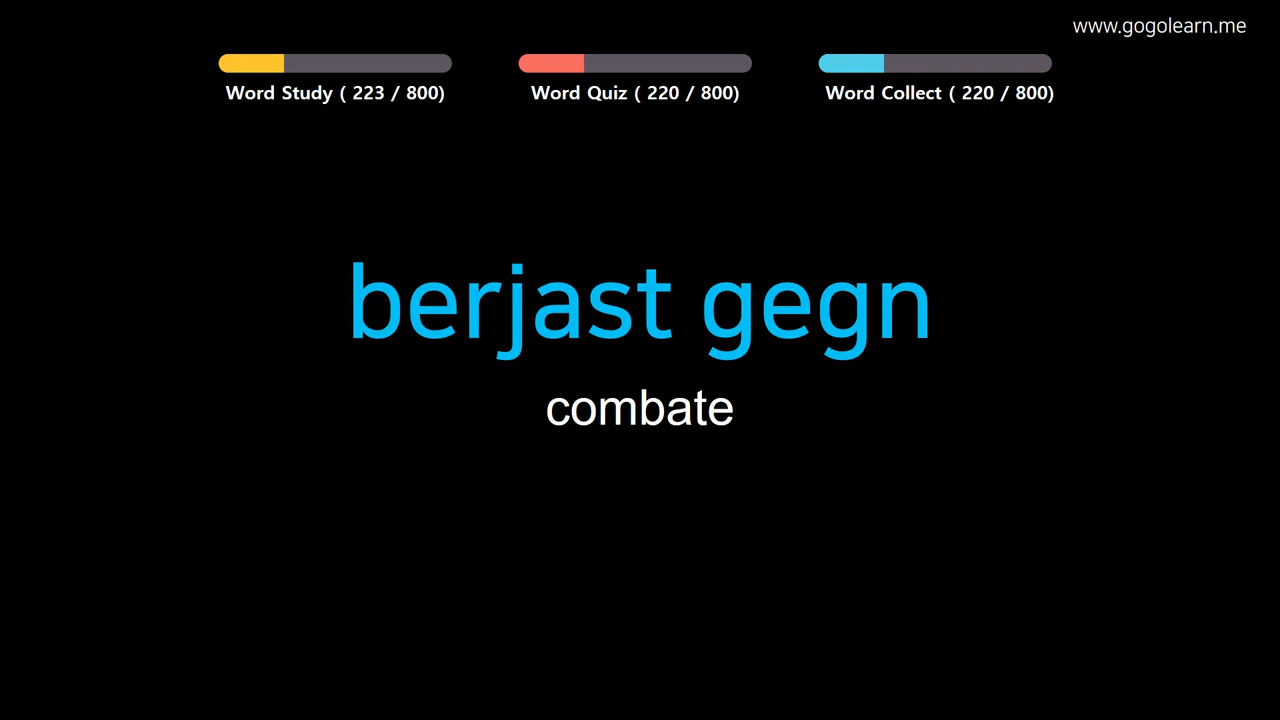 www.gogolearn.me
Word Study ( 223 / 800)
Word Quiz ( 220 / 800)
Word Collect ( 220 / 800)
berjast gegn
combate